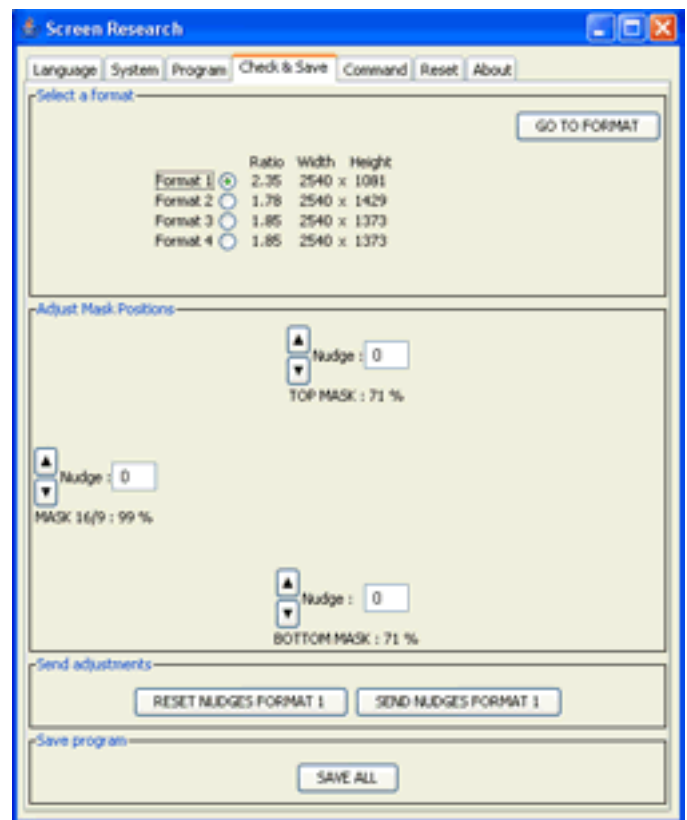 Screen Research
Language System Program Check & Save Command Reset About
Select a format
GO TO FORMAT
Ratio Width Height
Format 1 2.35 2540 x 1081
Format 2 1.78 2540 x 1429
Format 3 1.85 2540 x 1373
Format 4 1.85 2540 x 1373
Adjust Mask Positions
Nudge : 0
TOP MASK : 71 %
Nudge : 0
MASK 16/9 : 99 %
Nudge : 0
BOTTOM MASK : 71 %
Send adjustments
RESET NUDGES FORMAT 1 SEND NUDGES FORMAT 1
Save program
SAVE ALL